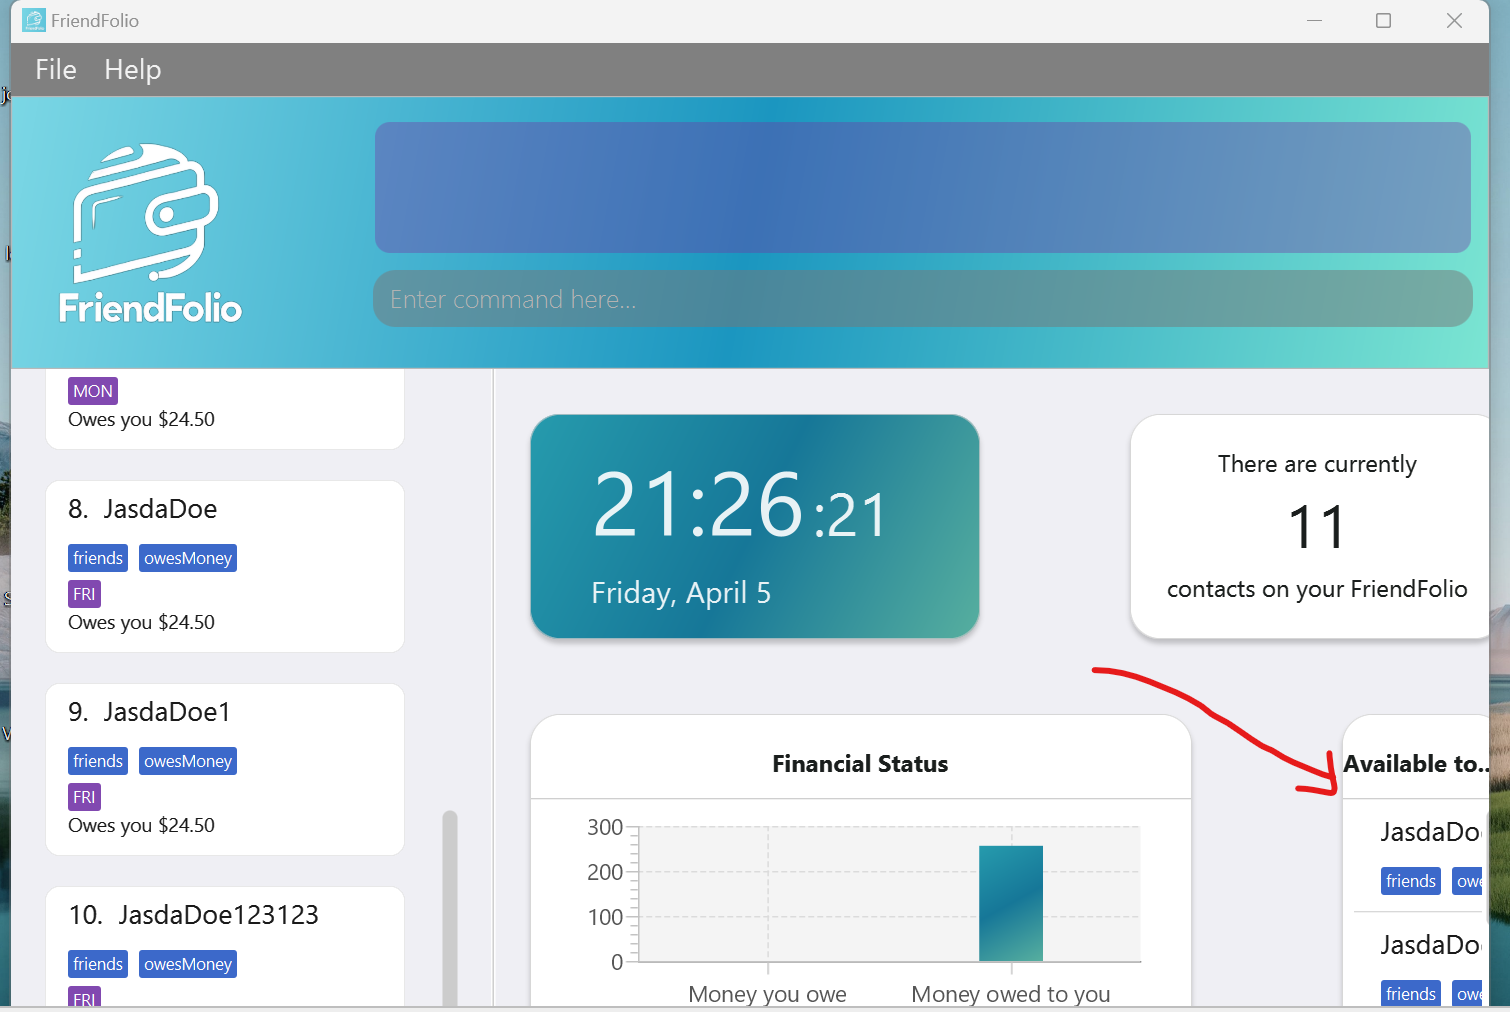 FriendFolio
File Help
FriendFolio
Enter command here...
MON
Owes you $24.50
8. JasdaDoe
friends owesMoney
FRI
Owes you $24.50
9. JasdaDoe1
friends owesMoney
FRI
Owes you $24.50
10. JasdaDoe123123
friends owesMoney
FRI
21:26:21
Friday, April 5
There are currently
11
contacts on your FriendFolio
Financial Status
300
200
100
0
Money you owe
Money owed to you
Available to...
JasdaDo
friends owe
JasdaDo
friends owe